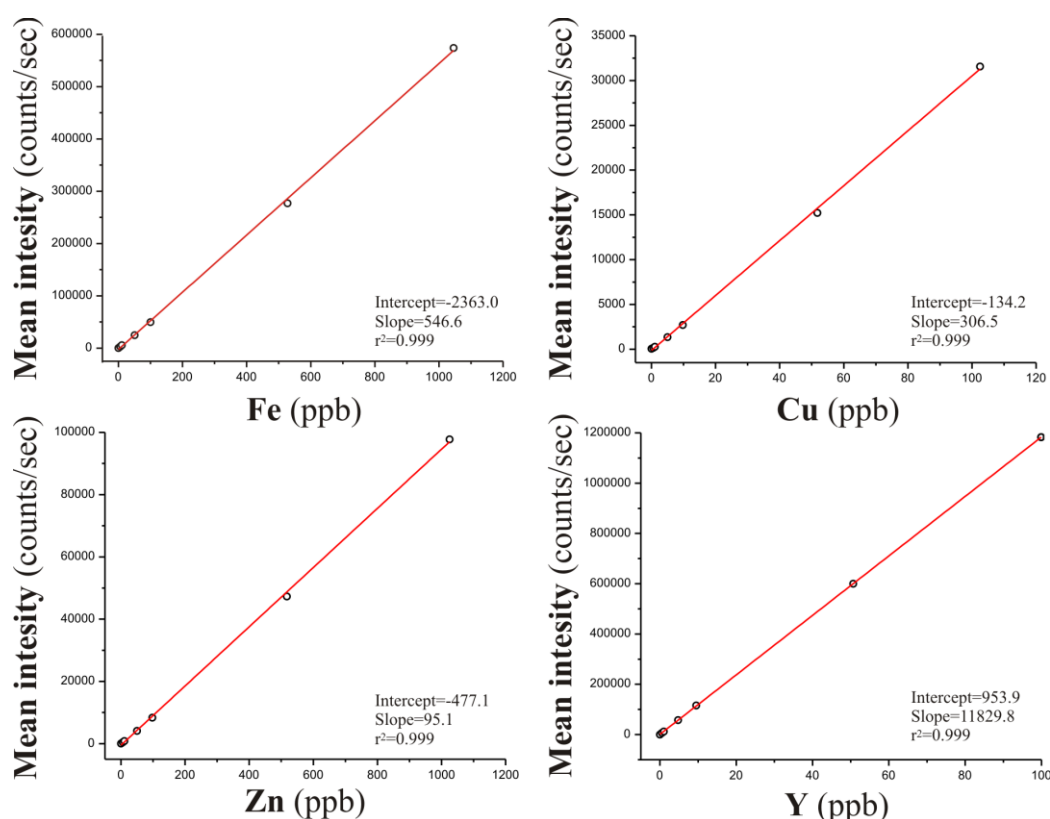 Mean intesity (counts/sec)
600000
500000
400000
300000
200000
100000
0
0 200 400 600 800 1000 1200
Intercept=-2363.0
Slope=546.6
r²=0.999
Fe (ppb)
Mean intesity (counts/sec)
35000
30000
25000
20000
15000
10000
5000
0
0 20 40 60 80 100 120
Intercept=-134.2
Slope=306.5
r²=0.999
Cu (ppb)
Mean intesity (counts/sec)
100000
80000
60000
40000
20000
0
0 200 400 600 800 1000 1200
Intercept=-477.1
Slope=95.1
r²=0.999
Zn (ppb)
Mean intesity (counts/sec)
1200000
1000000
800000
600000
400000
200000
0
0 20 40 60 80 100
Intercept=953.9
Slope=11829.8
r²=0.999
Y (ppb)